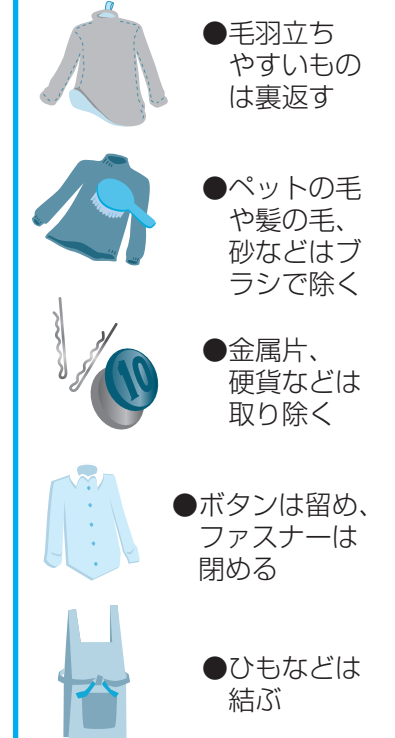 ●毛羽立ち
やすいもの
は裏返す
●ペットの毛
や髪の毛、
砂などはブ
ラシで除く
10
●金属片、
硬貨などは
取り除く
●ボタンは留め、
ファスナーは
閉める
●ひもなどは
結ぶ